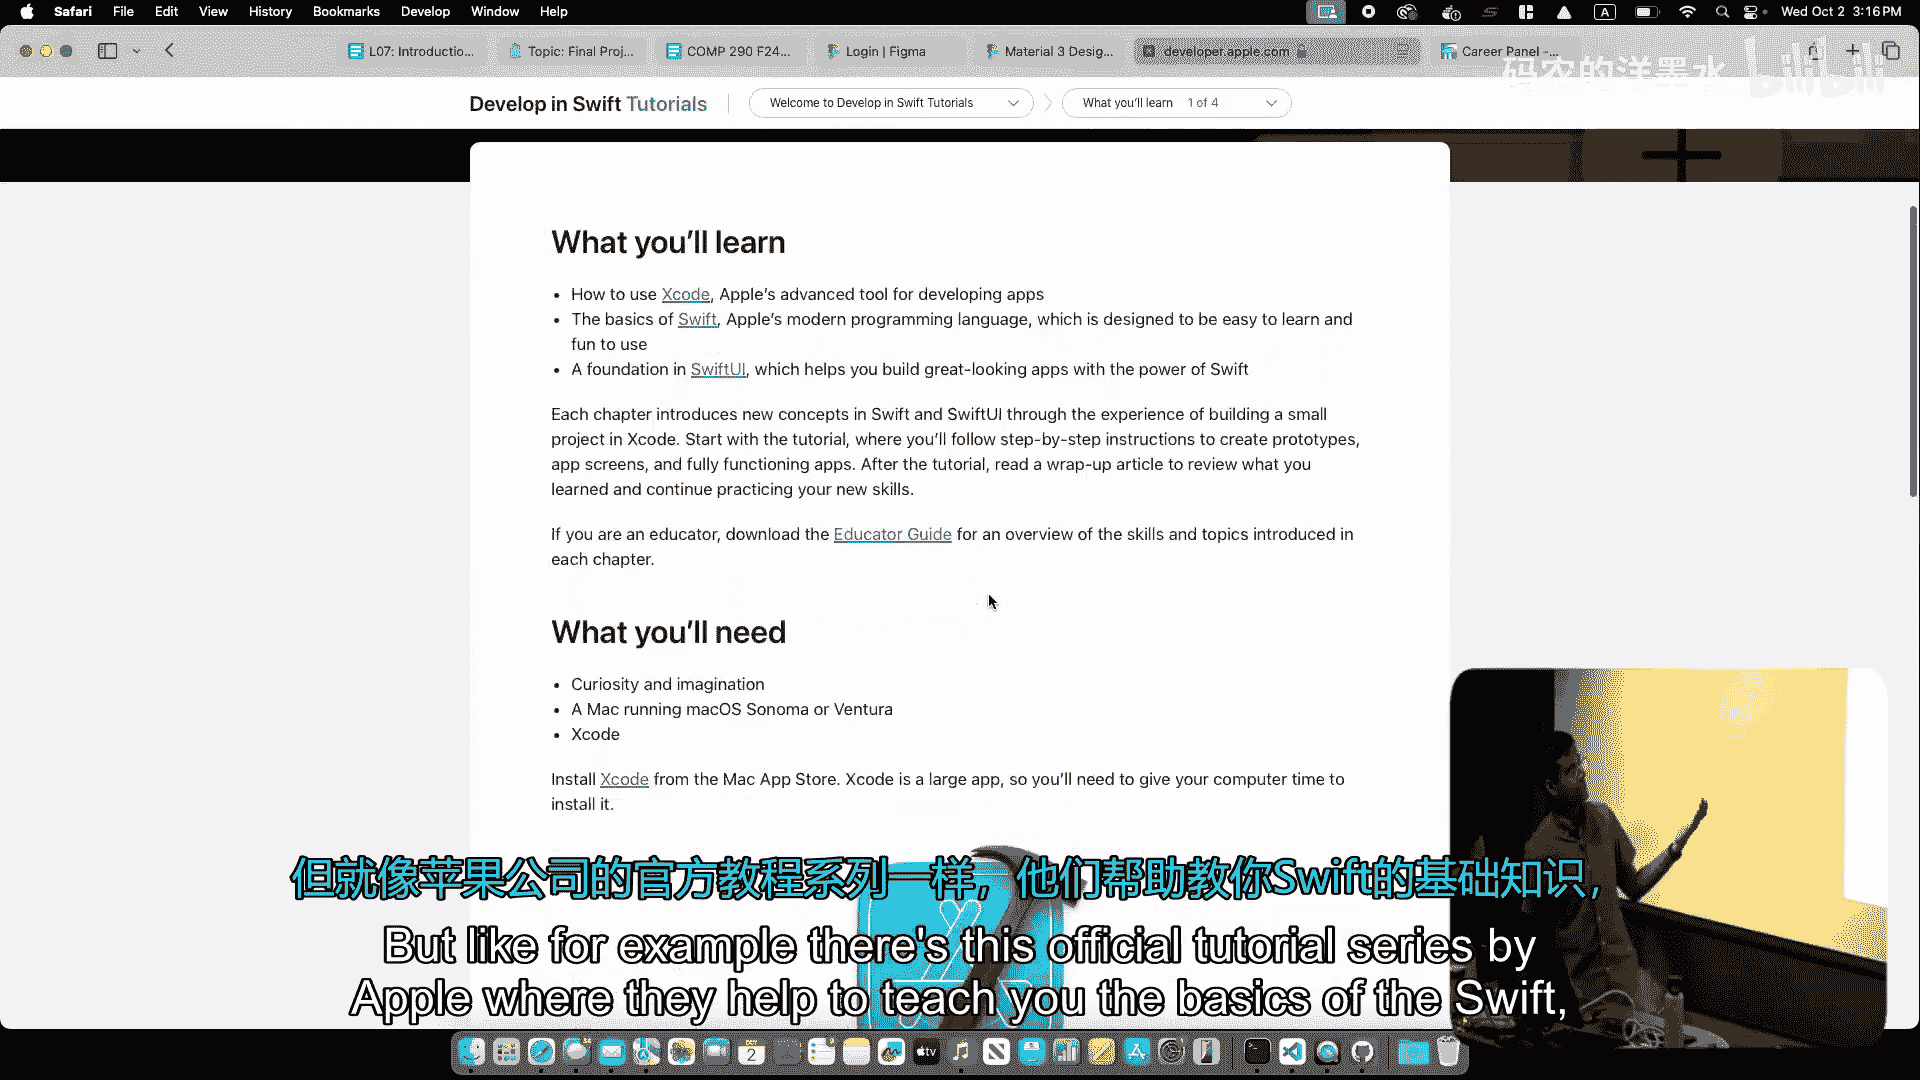 Safari File Edit View History Bookmarks Develop Window Help
A Wed Oct 2 3:16 PM
L07: Introductio...
Topic: Final Proj...
COMP 290 F24...
Login | Figma
Material 3 Desig...
developer.apple.com
Career Panel -...
码农的洋墨水 bilibili
Develop in Swift Tutorials
Welcome to Develop in Swift Tutorials
What you'll learn 1 of 4
What you'll learn
• How to use Xcode, Apple's advanced tool for developing apps
• The basics of Swift, Apple's modern programming language, which is designed to be easy to learn and
fun to use
• A foundation in SwiftUI, which helps you build great-looking apps with the power of Swift
Each chapter introduces new concepts in Swift and SwiftUI through the experience of building a small
project in Xcode. Start with the tutorial, where you'll follow step-by-step instructions to create prototypes,
app screens, and fully functioning apps. After the tutorial, read a wrap-up article to review what you
learned and continue practicing your new skills.
If you are an educator, download the Educator Guide for an overview of the skills and topics introduced in
each chapter.
What you'll need
• Curiosity and imagination
• A Mac running macOS Sonoma or Ventura
• Xcode
Install Xcode from the Mac App Store. Xcode is a large app, so you'll need to give your computer time to
install it.
但就像苹果公司的官方教程系列一样，他们帮助教你Swift的基础知识，
But like for example there's this official tutorial series by
Apple where they help to teach you the basics of the Swift,
OCT
2
tv